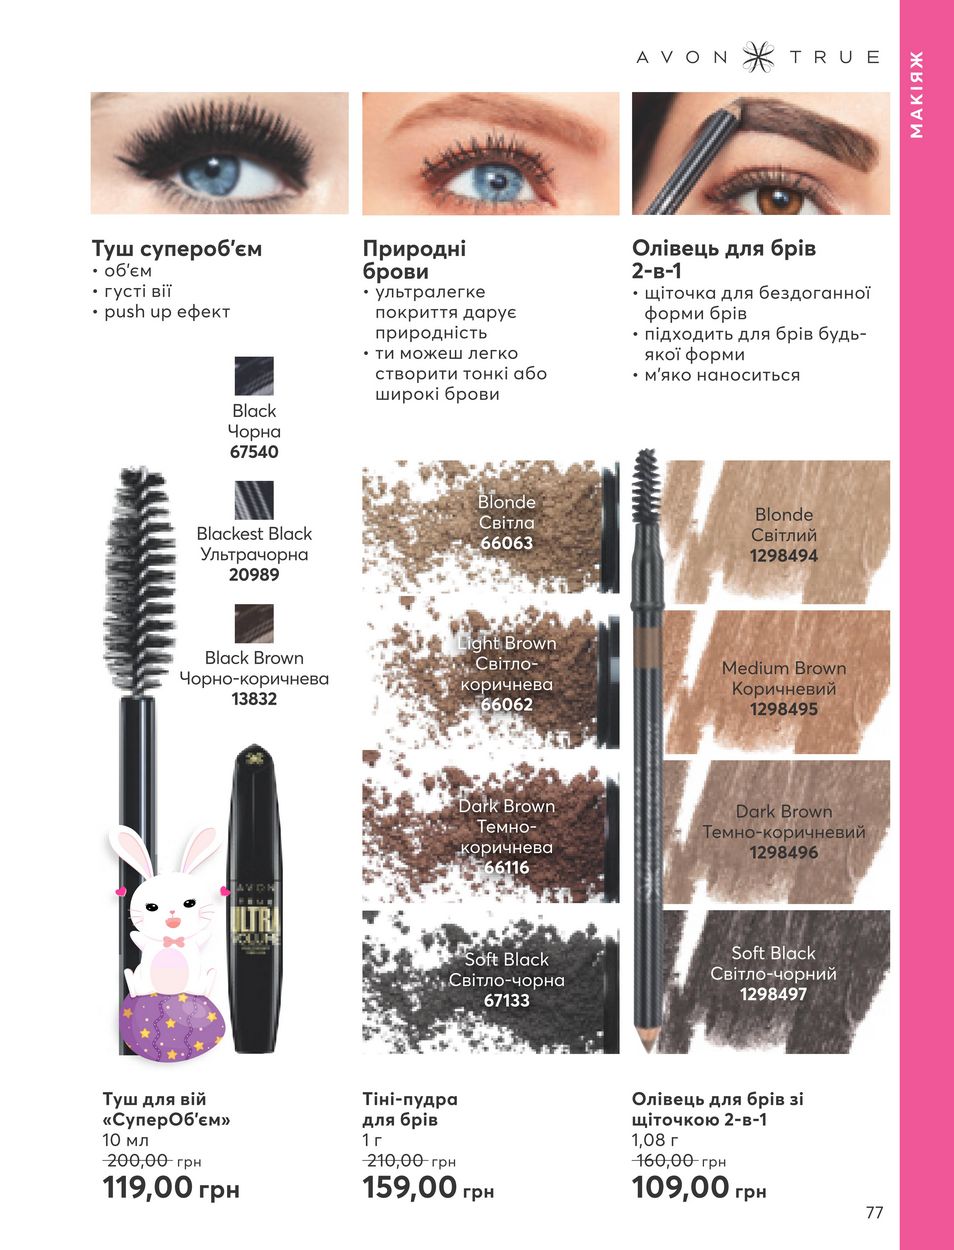 AVON TRUE
МАКІЯЖ
Туш супероб'єм
• об'єм
• густі вії
• push up ефект
Black
Чорна
67540
Blackest Black
Ультрачорна
20989
Black Brown
Чорно-коричнева
13832
AVON
TRUE
ULTRA
VOLUME
Туш для вій
«СуперОб'єм»
10 мл
200,00 грн
119,00 грн
Природні
брови
• ультралегке
покриття дарує
природність
• ти можеш легко
створити тонкі або
широкі брови
Blonde
Світла
66063
Light Brown
Світло-
коричнева
66062
Dark Brown
Темно-
коричнева
66116
Soft Black
Світло-чорна
67133
Тіні-пудра
для брів
1 г
210,00 грн
159,00 грн
Олівець для брів
2-в-1
• щіточка для бездоганної
форми брів
• підходить для брів будь-
якої форми
• м'яко наноситься
Blonde
Світлий
1298494
Medium Brown
Коричневий
1298495
Dark Brown
Темно-коричневий
1298496
Soft Black
Світло-чорний
1298497
Олівець для брів зі
щіточкою 2-в-1
1,08 г
160,00 грн
109,00 грн
77